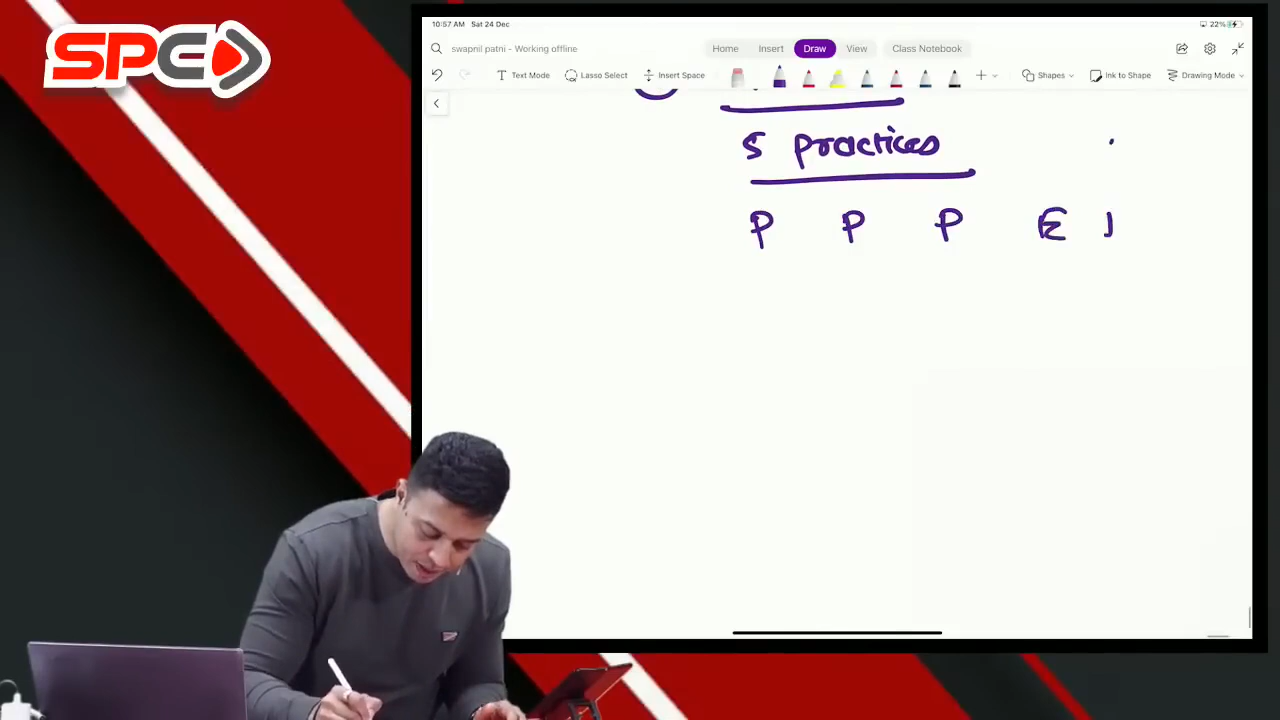 SPC
10:57 AM Sat 24 Dec
22%
swapnil patni - Working offline
Home Insert Draw View Class Notebook
Text Mode Lasso Select Insert Space Shapes Ink to Shape Drawing Mode
5 practices
P P P E